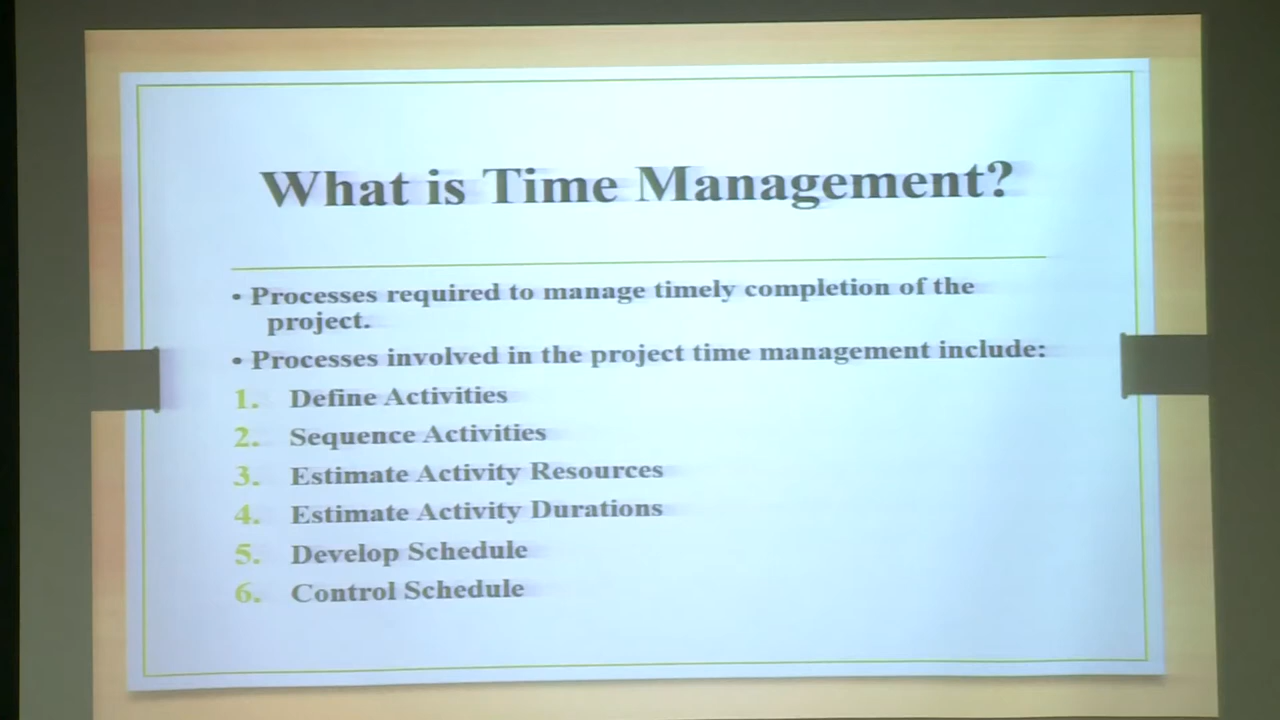 What is Time Management?
• Processes required to manage timely completion of the
project.
• Processes involved in the project time management include:
1. Define Activities
2. Sequence Activities
3. Estimate Activity Resources
4. Estimate Activity Durations
5. Develop Schedule
6. Control Schedule